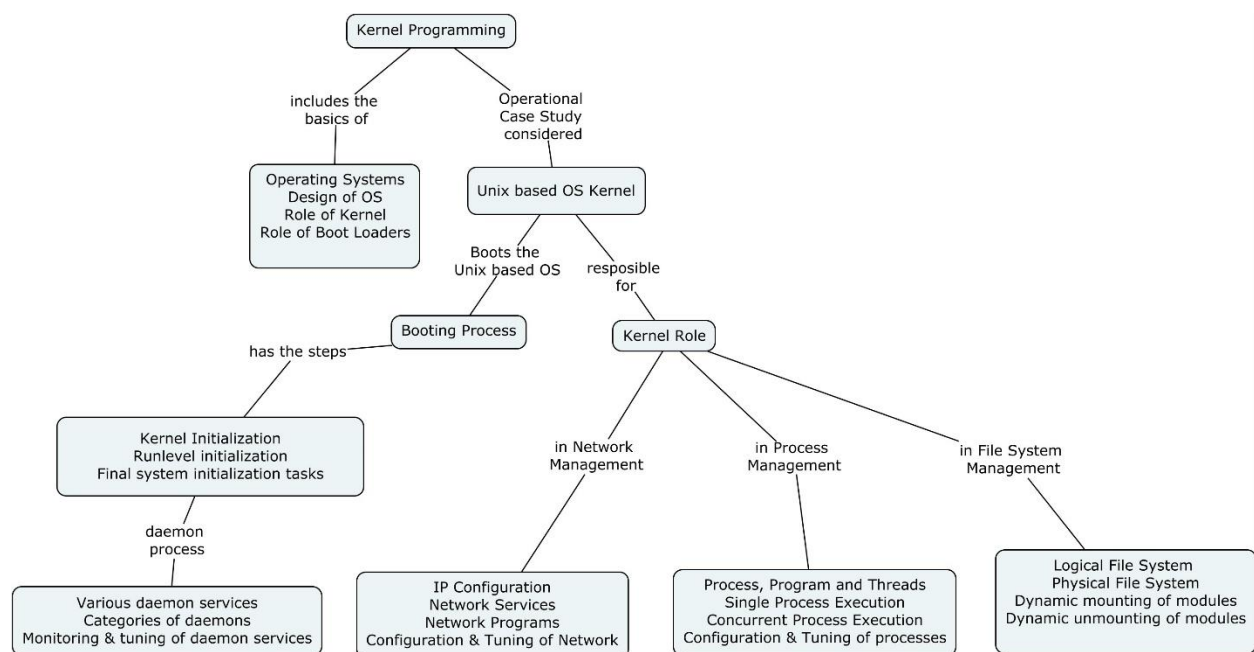 Kernel Programming
includes the
basics of
Operational
Case Study
considered
Operating Systems
Design of OS
Role of Kernel
Role of Boot Loaders
Unix based OS Kernel
Boots the
Unix based OS
resposible
for
Booting Process
Kernel Role
has the steps
Kernel Initialization
Runlevel initialization
Final system initialization tasks
in Network
Management
in Process
Management
in File System
Management
daemon
process
Various daemon services
Categories of daemons
Monitoring & tuning of daemon services
IP Configuration
Network Services
Network Programs
Configuration & Tuning of Network
Process, Program and Threads
Single Process Execution
Concurrent Process Execution
Configuration & Tuning of processes
Logical File System
Physical File System
Dynamic mounting of modules
Dynamic unmounting of modules